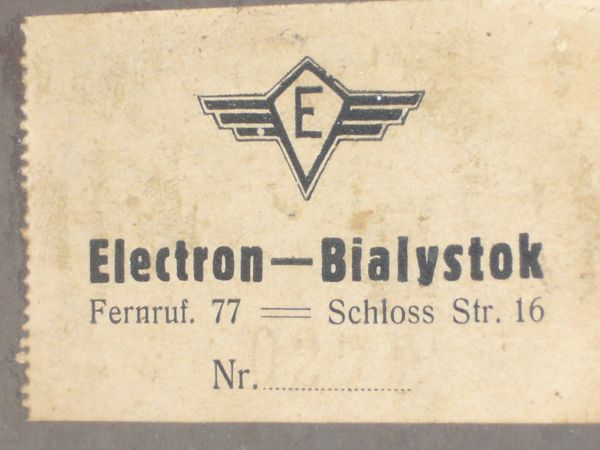 E
Electron—Bialystok
Fernruf. 77 = Schloss Str. 16
Nr...............................